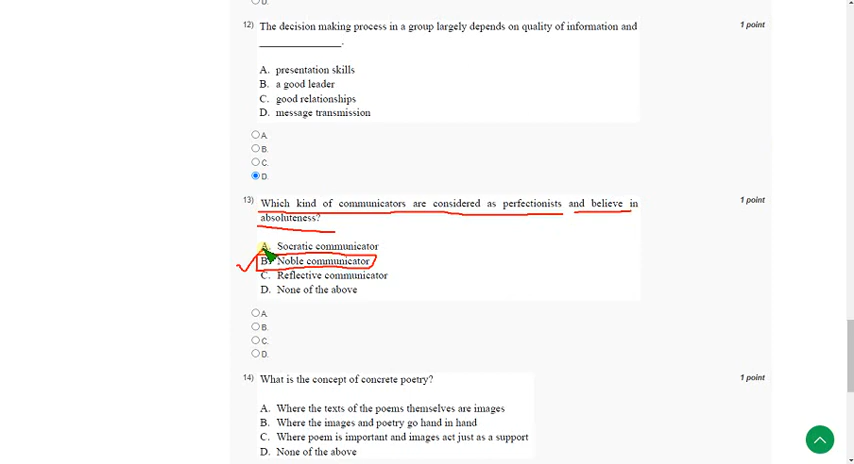 D.
12) The decision making process in a group largely depends on quality of information and 1 point
_______________.
A. presentation skills
B. a good leader
C. good relationships
D. message transmission
A.
B.
C.
D.
13) Which kind of communicators are considered as perfectionists and believe in 1 point
absoluteness?
A. Socratic communicator
B. Noble communicator
C. Reflective communicator
D. None of the above
A.
B.
C.
D.
14) What is the concept of concrete poetry? 1 point
A. Where the texts of the poems themselves are images
B. Where the images and poetry go hand in hand
C. Where poem is important and images act just as a support
D. None of the above